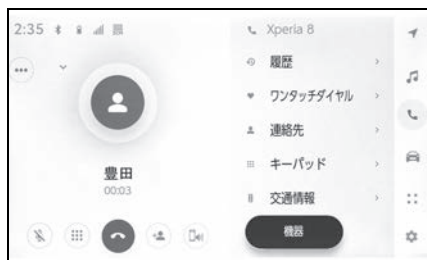 2:35
豊田
00:03
Xperia 8
履歴
ワンタッチダイヤル
連絡先
キーパッド
交通情報
機器